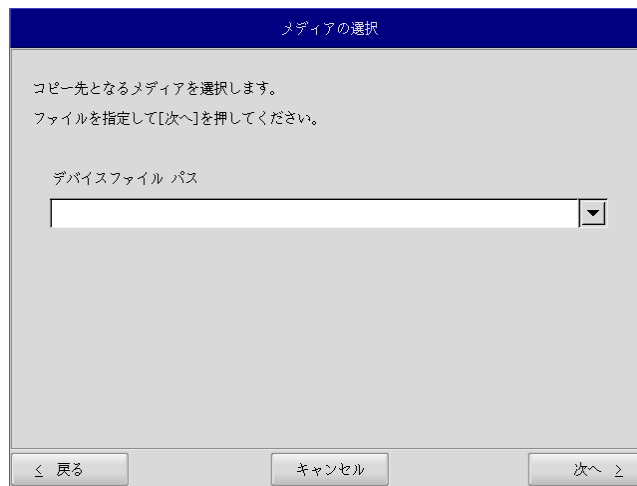 メディアの選択
コピー先となるメディアを選択します。
ファイルを指定して[次へ]を押してください。
デバイスファイル パス
≤ 戻る
キャンセル
次へ ≥